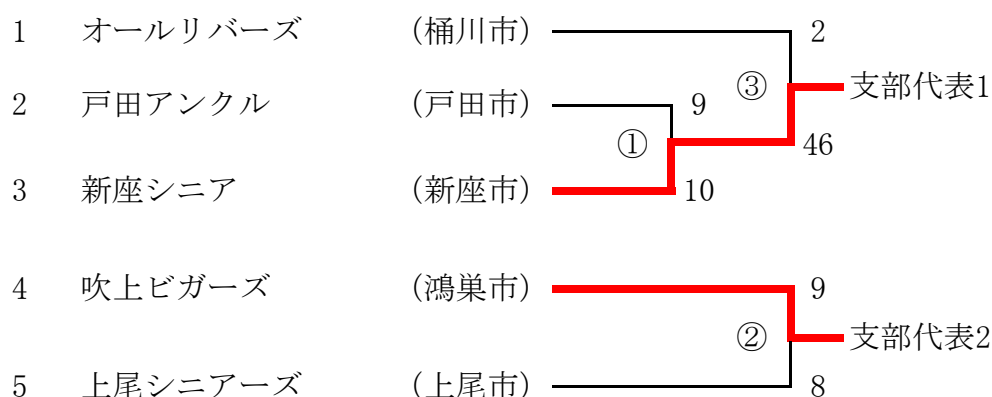 1 オールリバーズ (桶川市) 2
③ 支部代表1
2 戸田アンクル (戸田市) 9
① 46
3 新座シニア (新座市) 10
4 吹上ビガーズ (鴻巣市) 9
② 支部代表2
5 上尾シニアーズ (上尾市) 8